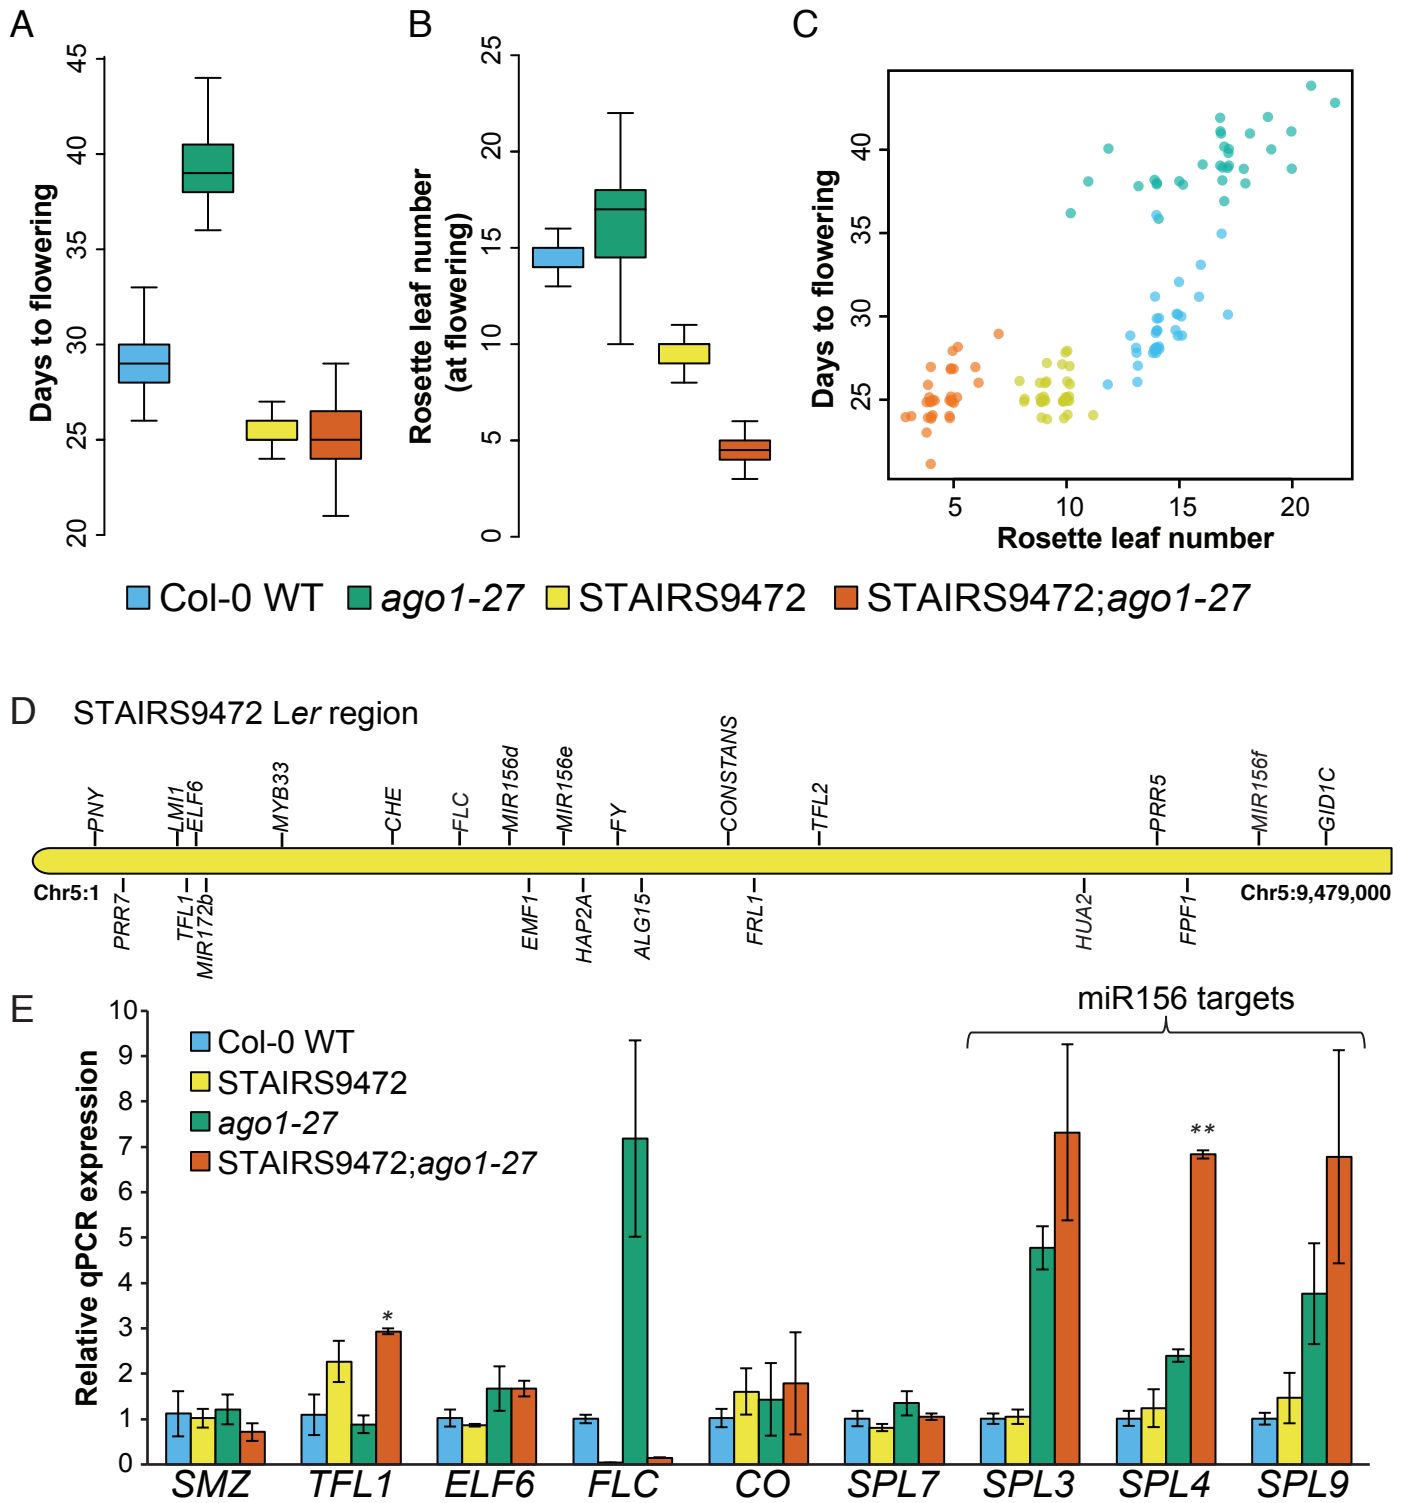 A
B
C
45
40
35
30
25
20
Days to flowering
25
20
15
10
5
0
Rosette leaf number
(at flowering)
40
35
30
25
Days to flowering
5 10 15 20
Rosette leaf number
Col-0 WT ago1-27 STAIRS9472 STAIRS9472;ago1-27
D STAIRS9472 Ler region
PNY LMI1 ELF6 MYB33 CHE FLC MIR156d MIR156e FY CONSTANS TFL2 PRR5 MIR156f GID1C
Chr5:1 Chr5:9,479,000
PRR7 TFL1 MIR172b EMF1 HAP2A ALG15 FRL1 HUA2 FPF1
E
miR156 targets
10
9
8
7
6
5
4
3
2
1
0
Relative qPCR expression
Col-0 WT
STAIRS9472
ago1-27
STAIRS9472;ago1-27
*
**
SMZ TFL1 ELF6 FLC CO SPL7 SPL3 SPL4 SPL9